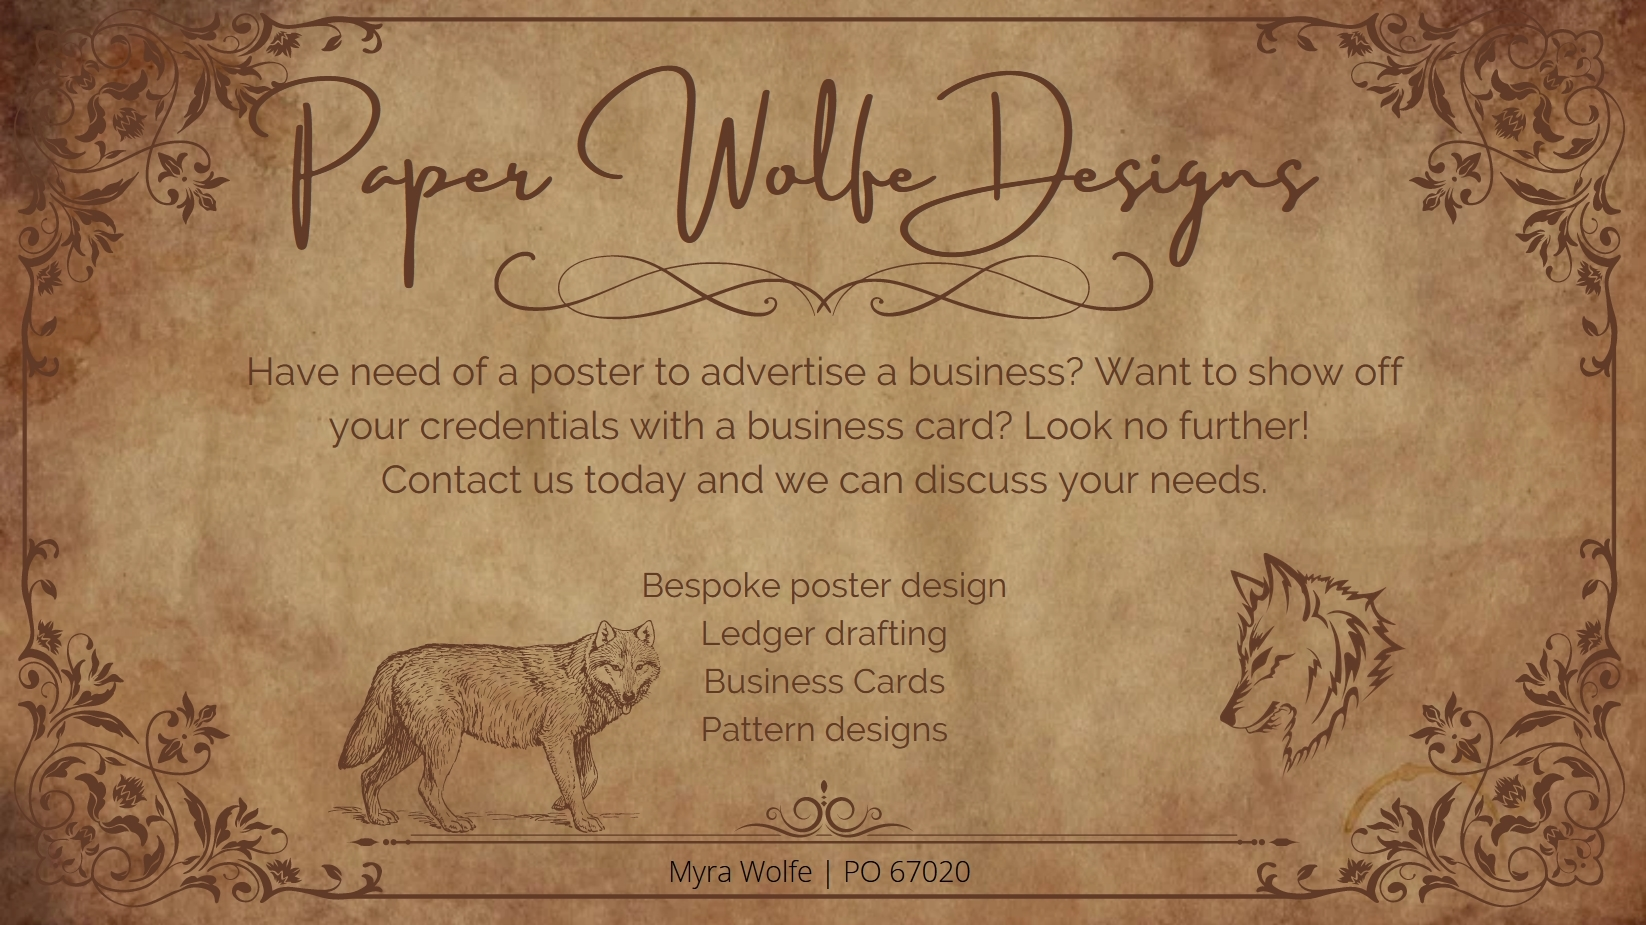 Paper Wolfe Designs
Have need of a poster to advertise a business? Want to show off
your credentials with a business card? Look no further!
Contact us today and we can discuss your needs.
Bespoke poster design
Ledger drafting
Business Cards
Pattern designs
Myra Wolfe | PO 67020